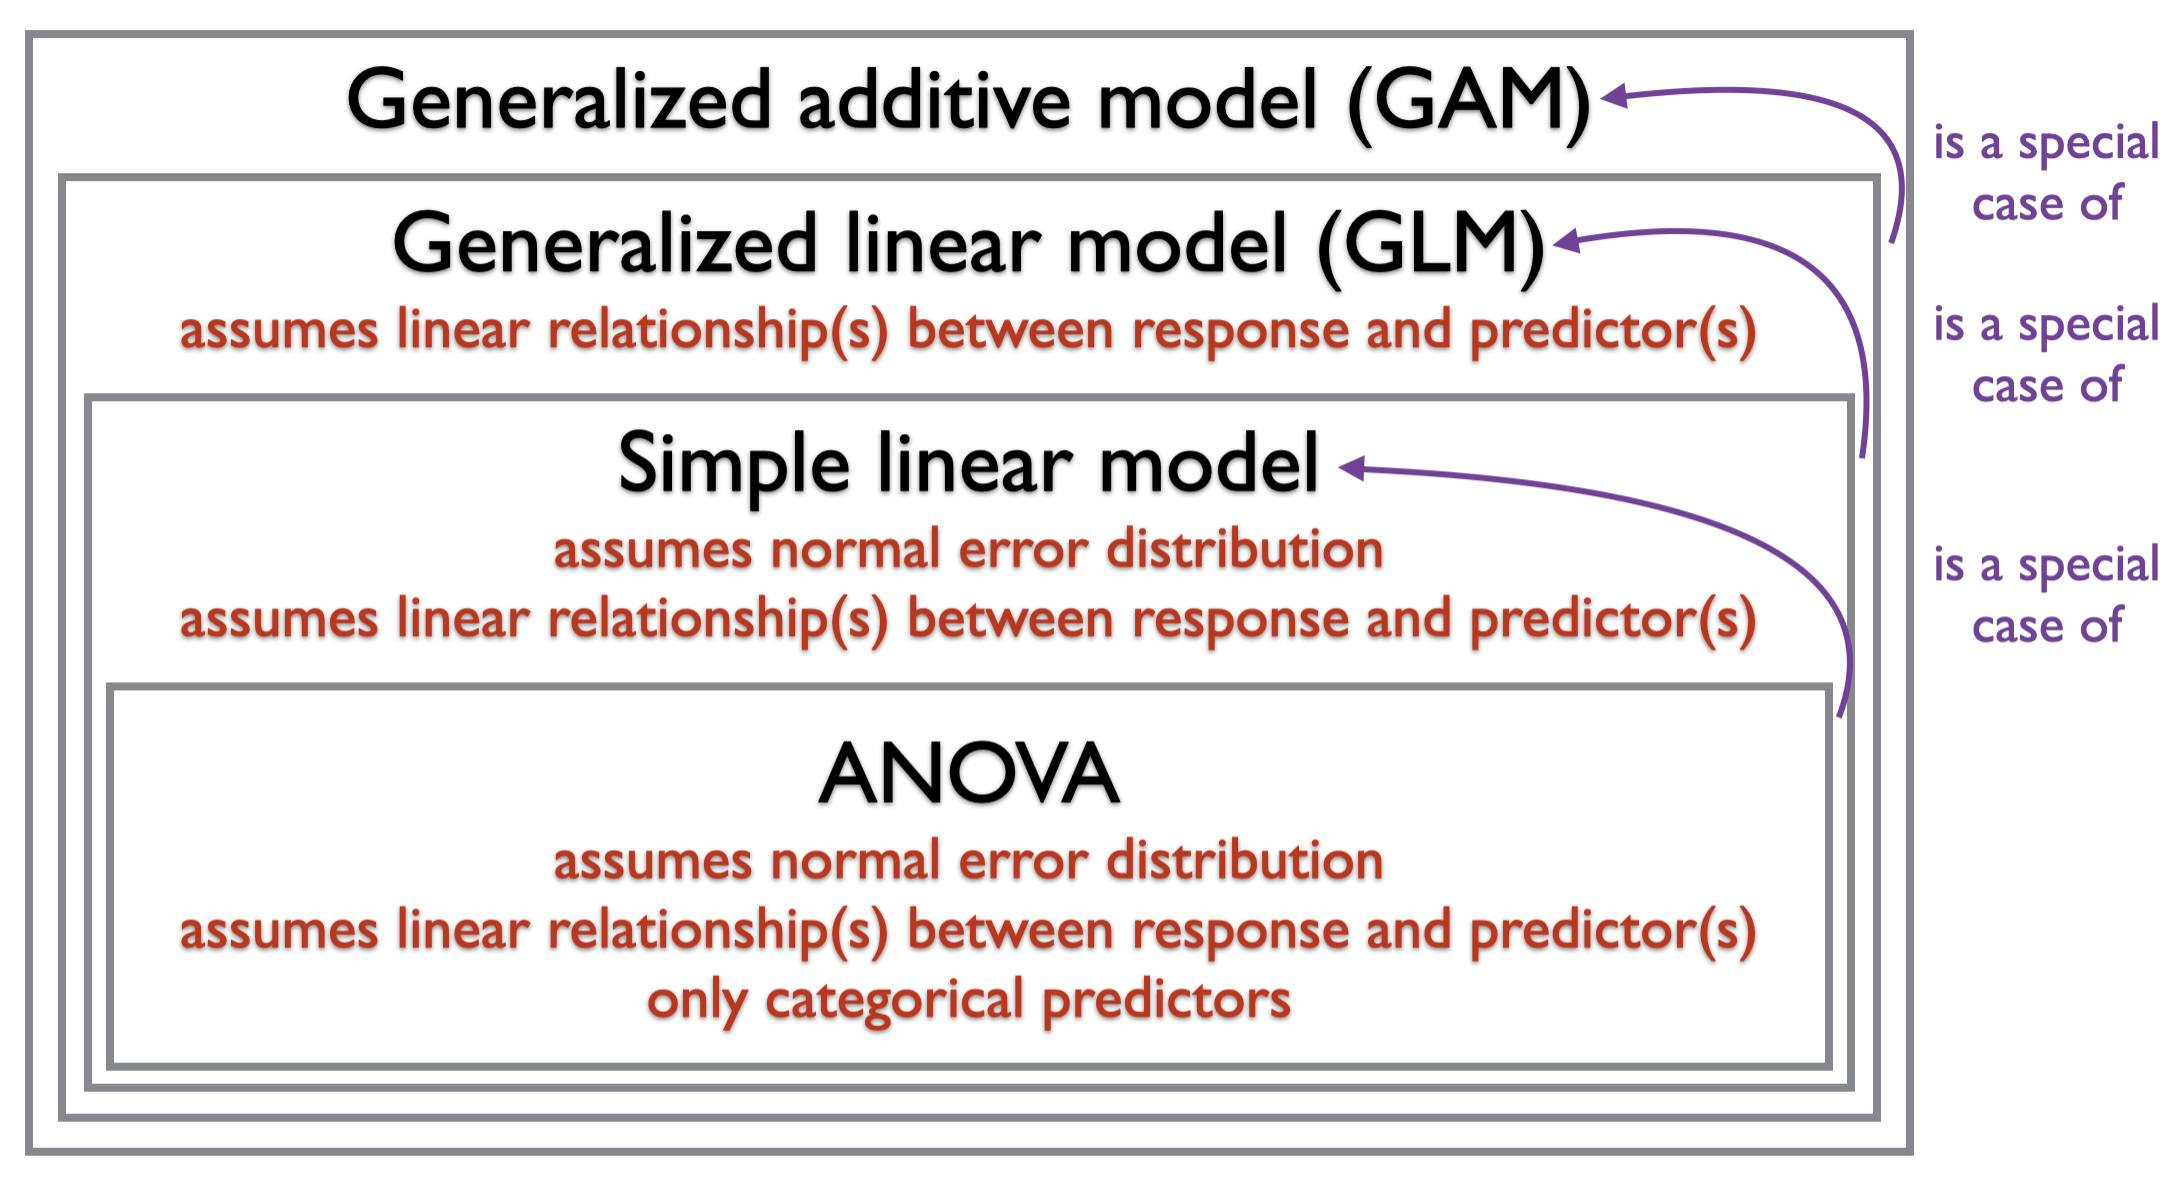 Generalized additive model (GAM)
is a special
case of
Generalized linear model (GLM)
assumes linear relationship(s) between response and predictor(s)
is a special
case of
Simple linear model
assumes normal error distribution
assumes linear relationship(s) between response and predictor(s)
is a special
case of
ANOVA
assumes normal error distribution
assumes linear relationship(s) between response and predictor(s)
only categorical predictors